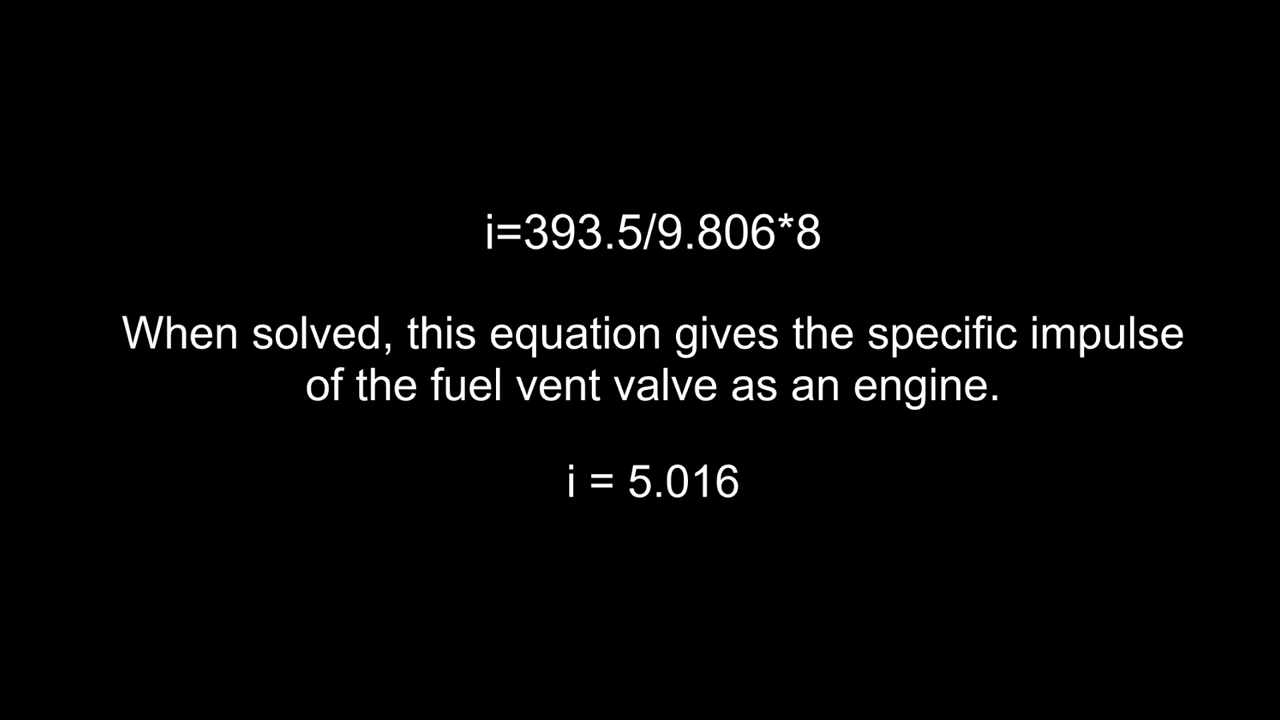 i=393.5/9.806*8
When solved, this equation gives the specific impulse
of the fuel vent valve as an engine.
i = 5.016